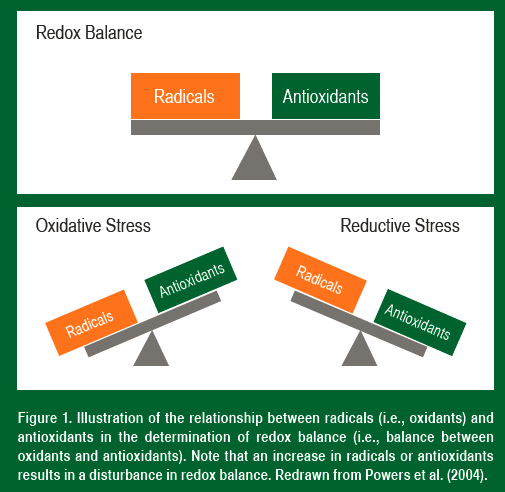 Redox Balance
Radicals
Antioxidants
Oxidative Stress
Reductive Stress
Radicals
Antioxidants
Radicals
Antioxidants
Figure 1. Illustration of the relationship between radicals (i.e., oxidants) and
antioxidants in the determination of redox balance (i.e., balance between
oxidants and antioxidants). Note that an increase in radicals or antioxidants
results in a disturbance in redox balance. Redrawn from Powers et al. (2004).